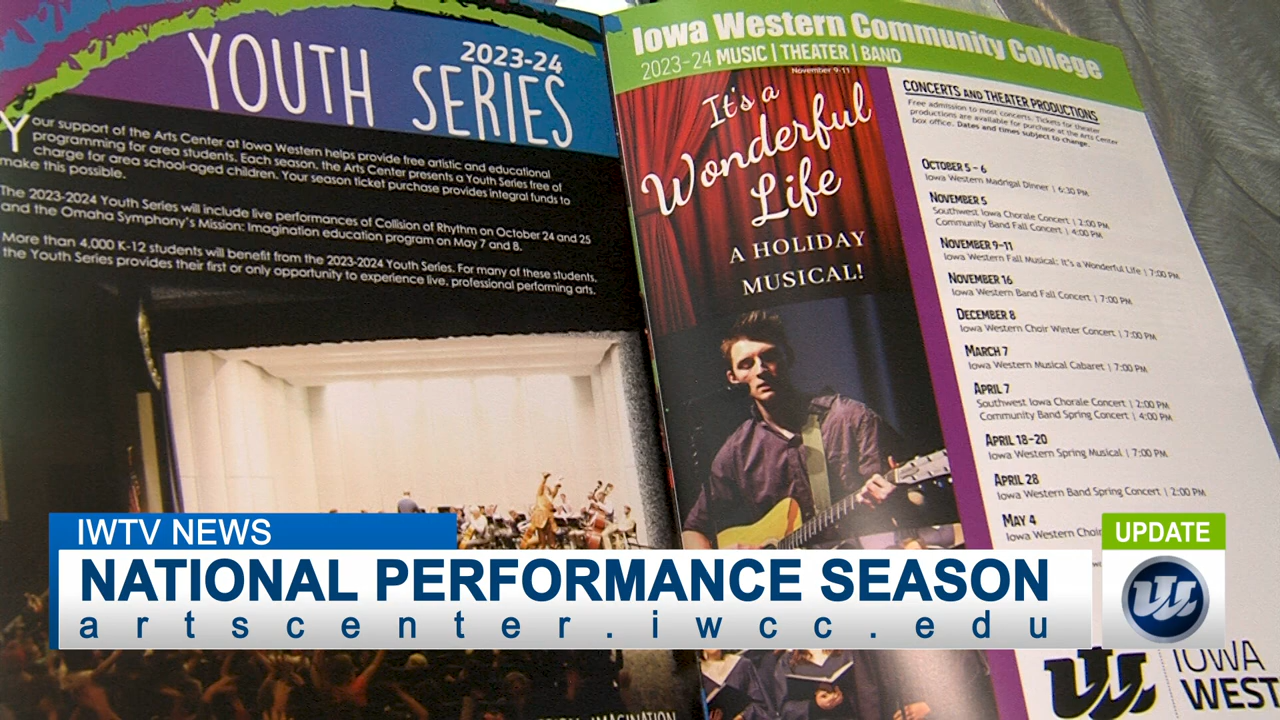 2023-24
YOUTH SERIES
Your support of the Arts Center at Iowa Western helps provide free artistic and educational
programming for area students. Each season, the Arts Center presents a Youth Series free of
charge for area school-aged children. Your season ticket purchase provides integral funds to
make this possible.
The 2023-2024 Youth Series will include live performances of Collision of Rhythm on October 24 and 25
and the Omaha Symphony's Mission: Imagination education program on May 7 and 8.
More than 4,000 K-12 students will benefit from the 2023-2024 Youth Series. For many of these students,
the Youth Series provides their first or only opportunity to experience live, professional performing arts.
Iowa Western Community College
2023-24 MUSIC | THEATER | BAND
November 9-11
It's a
Wonderful
Life
A HOLIDAY
MUSICAL!
CONCERTS AND THEATER PRODUCTIONS
Free admission to most concerts. Tickets for theater
productions are available for purchase at the Arts Center
box office. Dates and times subject to change.
OCTOBER 5 - 6
Iowa Western Madrigal Dinner | 6:30 PM
NOVEMBER 5
Southwest Iowa Chorale Concert | 2:00 PM
Community Band Fall Concert | 4:00 PM
NOVEMBER 9-11
Iowa Western Fall Musical: It's a Wonderful Life | 7:00 PM
NOVEMBER 16
Iowa Western Band Fall Concert | 7:00 PM
DECEMBER 8
Iowa Western Choir Winter Concert | 7:00 PM
MARCH 7
Iowa Western Musical Cabaret | 7:00 PM
APRIL 7
Southwest Iowa Chorale Concert | 2:00 PM
Community Band Spring Concert | 4:00 PM
APRIL 18-20
Iowa Western Spring Musical | 7:00 PM
APRIL 28
Iowa Western Band Spring Concert | 2:00 PM
MAY 4
Iowa Western Choir
IWTV NEWS
NATIONAL PERFORMANCE SEASON
artscenter.iwcc.edu
UPDATE
IOWA
WEST
IMAGINATION